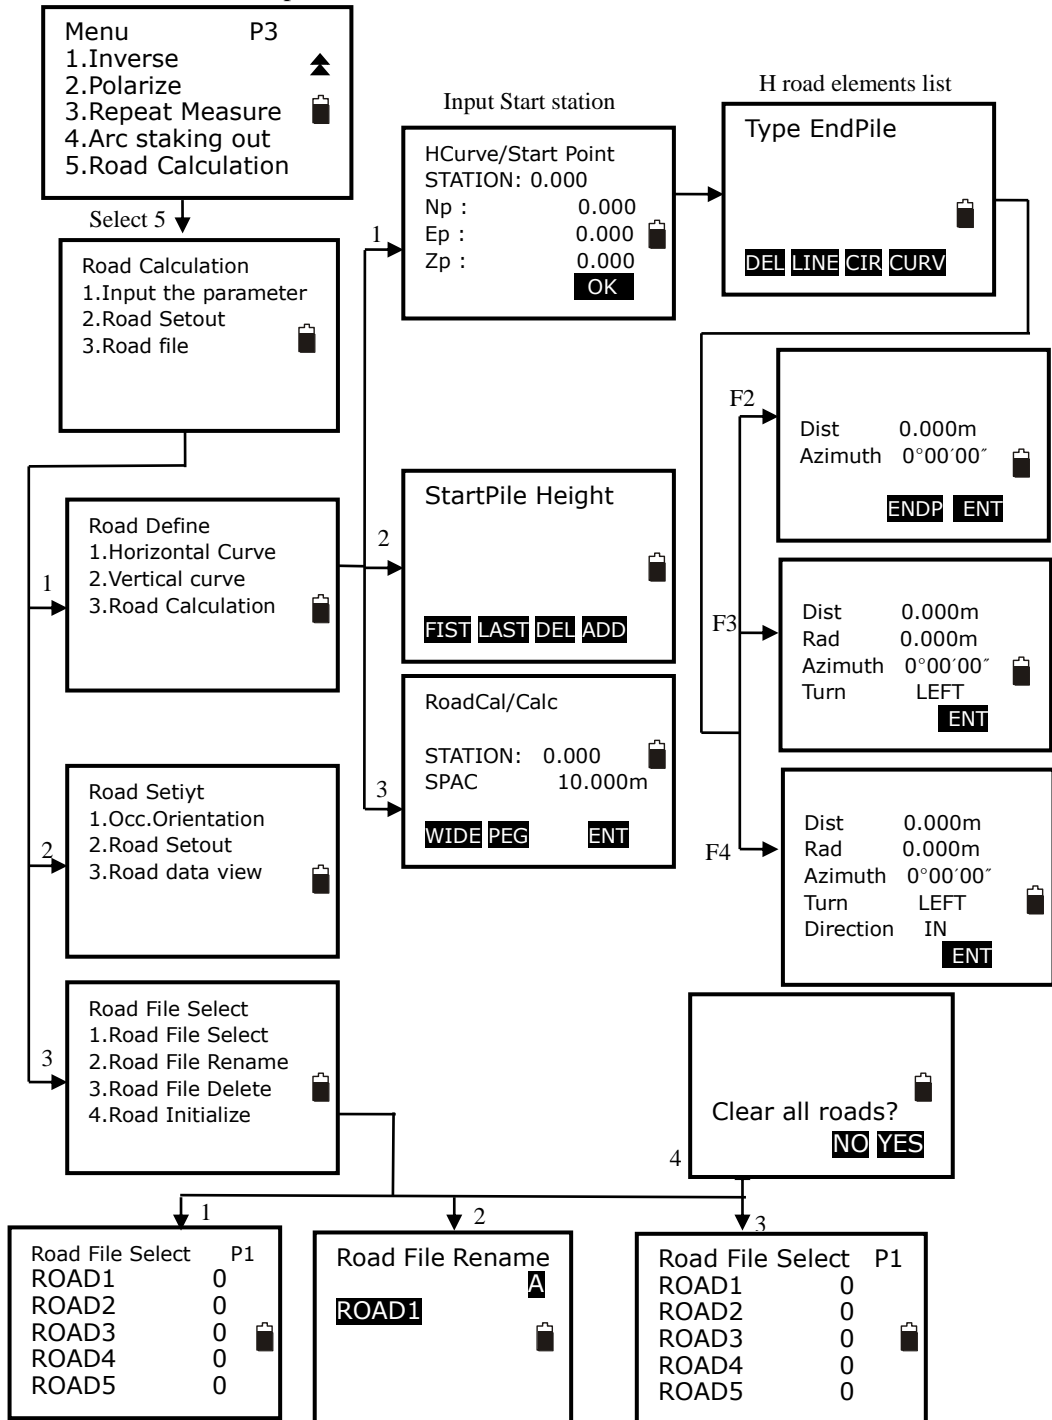 Menu P3
1.Inverse
2.Polarize
3.Repeat Measure
4.Arc staking out
5.Road Calculation
Select 5
Road Calculation
1.Input the parameter
2.Road Setout
3.Road file
Input Start station
HCurve/Start Point
STATION: 0.000
Np : 0.000
Ep : 0.000
Zp : 0.000
OK
1
H road elements list
Type EndPile
DEL LINE CIR CURV
F2
Dist 0.000m
Azimuth 0°00′00″
ENDP ENT
F3
Dist 0.000m
Rad 0.000m
Azimuth 0°00′00″
Turn LEFT
ENT
F4
Dist 0.000m
Rad 0.000m
Azimuth 0°00′00″
Turn LEFT
Direction IN
ENT
1
Road Define
1.Horizontal Curve
2.Vertical curve
3.Road Calculation
2
StartPile Height
FIST LAST DEL ADD
3
RoadCal/Calc
STATION: 0.000
SPAC 10.000m
WIDE PEG ENT
2
Road Setiyt
1.Occ.Orientation
2.Road Setout
3.Road data view
3
Road File Select
1.Road File Select
2.Road File Rename
3.Road File Delete
4.Road Initialize
4
Clear all roads?
NO YES
1
Road File Select P1
ROAD1 0
ROAD2 0
ROAD3 0
ROAD4 0
ROAD5 0
2
Road File Rename
A
ROAD1
3
Road File Select P1
ROAD1 0
ROAD2 0
ROAD3 0
ROAD4 0
ROAD5 0